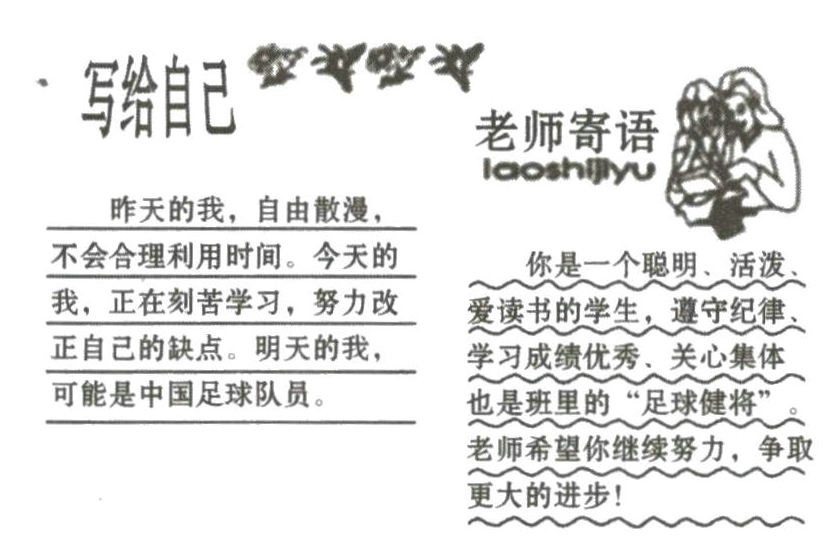 写给自己
昨天的我，自由散漫，
不会合理利用时间。今天的
我，正在刻苦学习，努力改
正自己的缺点。明天的我，
可能是中国足球队员。
老师寄语
laoshijiyu
你是一个聪明、活泼、
爱读书的学生，遵守纪律、
学习成绩优秀、关心集体
也是班里的“足球健将”。
老师希望你继续努力，争取
更大的进步！